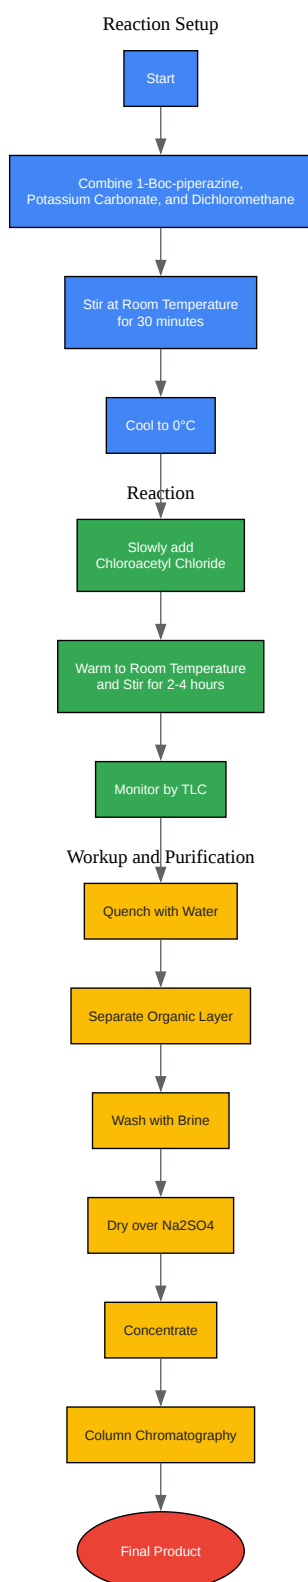 Reaction Setup
Start
Combine 1-Boc-piperazine,
Potassium Carbonate, and Dichloromethane
Stir at Room Temperature
for 30 minutes
Cool to 0°C
Reaction
Slowly add
Chloroacetyl Chloride
Warm to Room Temperature
and Stir for 2-4 hours
Monitor by TLC
Workup and Purification
Quench with Water
Separate Organic Layer
Wash with Brine
Dry over Na2SO4
Concentrate
Column Chromatography
Final Product